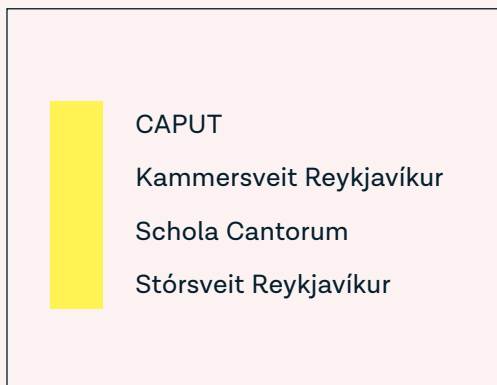 CAPUT
Kammersveit Reykjavíkur
Schola Cantorum
Stórsveit Reykjavíkur